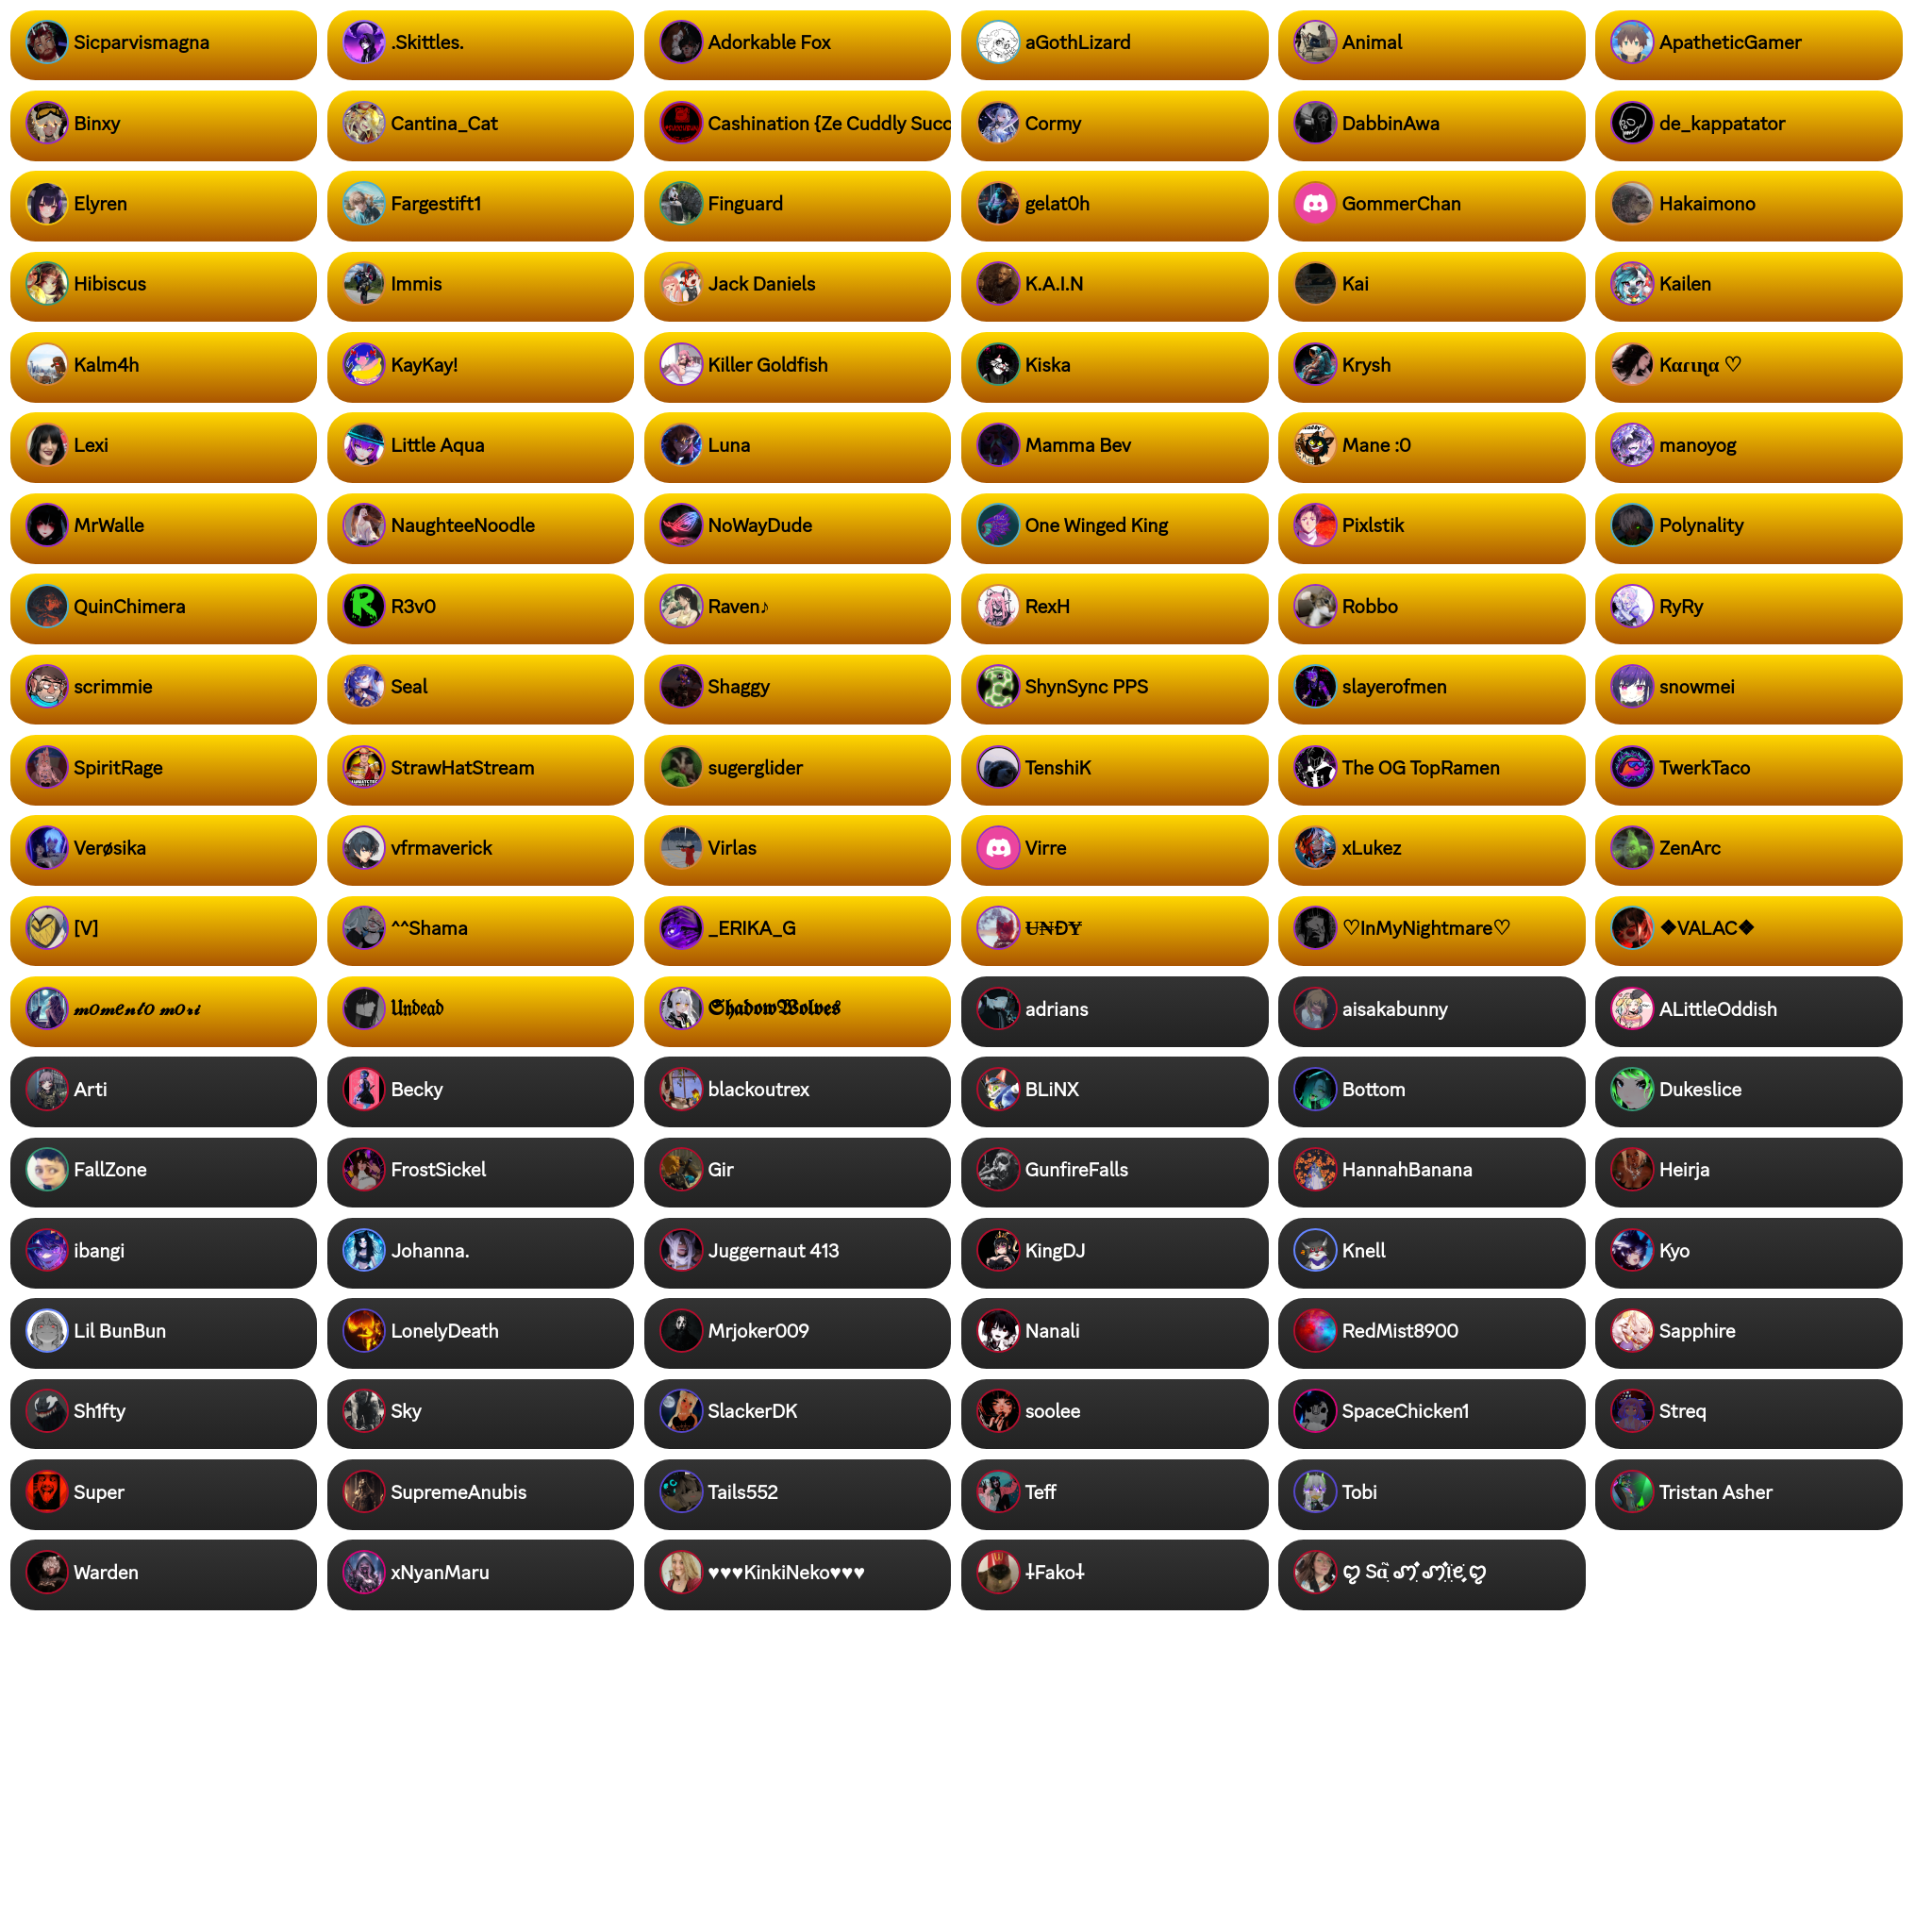 Sicparvismagna
.Skittles.
Adorkable Fox
aGothLizard
Animal
ApatheticGamer
Binxy
Cantina_Cat
Cashination {Ze Cuddly Succ
Cormy
DabbinAwa
de_kappatator
Elyren
Fargestift1
Finguard
gelat0h
GommerChan
Hakaimono
Hibiscus
Immis
Jack Daniels
K.A.I.N
Kai
Kailen
Kalm4h
KayKay!
Killer Goldfish
Kiska
Krysh
Kαɾιɳα ♡
Lexi
Little Aqua
Luna
Mamma Bev
Mane :0
manoyog
MrWalle
NaughteeNoodle
NoWayDude
One Winged King
Pixlstik
Polynality
QuinChimera
R3v0
Raven♪
RexH
Robbo
RyRy
scrimmie
Seal
Shaggy
ShynSync PPS
slayerofmen
snowmei
SpiritRage
StrawHatStream
sugerglider
TenshiK
The OG TopRamen
TwerkTaco
Verøsika
vfrmaverick
Virlas
Virre
xLukez
ZenArc
[V]
^^Shama
_ERIKA_G
U̶₦ĐɎ
♡InMyNightmare♡
❖VALAC❖
𝓶𝓸𝓶𝓮𝓷𝓽𝓸 𝓶𝓸𝓻𝓲
𝔘𝔫𝔡𝔢𝔞𝔡
𝕾𝖍𝖆𝖉𝖔𝖜𝖂𝖔𝖑𝖛𝖊𝖘
adrians
aisakabunny
ALittleOddish
Arti
Becky
blackoutrex
BLiNX
Bottom
Dukeslice
FallZone
FrostSickel
Gir
GunfireFalls
HannahBanana
Heirja
ibangi
Johanna.
Juggernaut 413
KingDJ
Knell
Kyo
Lil BunBun
LonelyDeath
Mrjoker009
Nanali
RedMist8900
Sapphire
Sh1fty
Sky
SlackerDK
soolee
SpaceChicken1
Streq
Super
SupremeAnubis
Tails552
Teff
Tobi
Tristan Asher
Warden
xNyanMaru
♥♥♥KinkiNeko♥♥♥
⸸Fako⸸